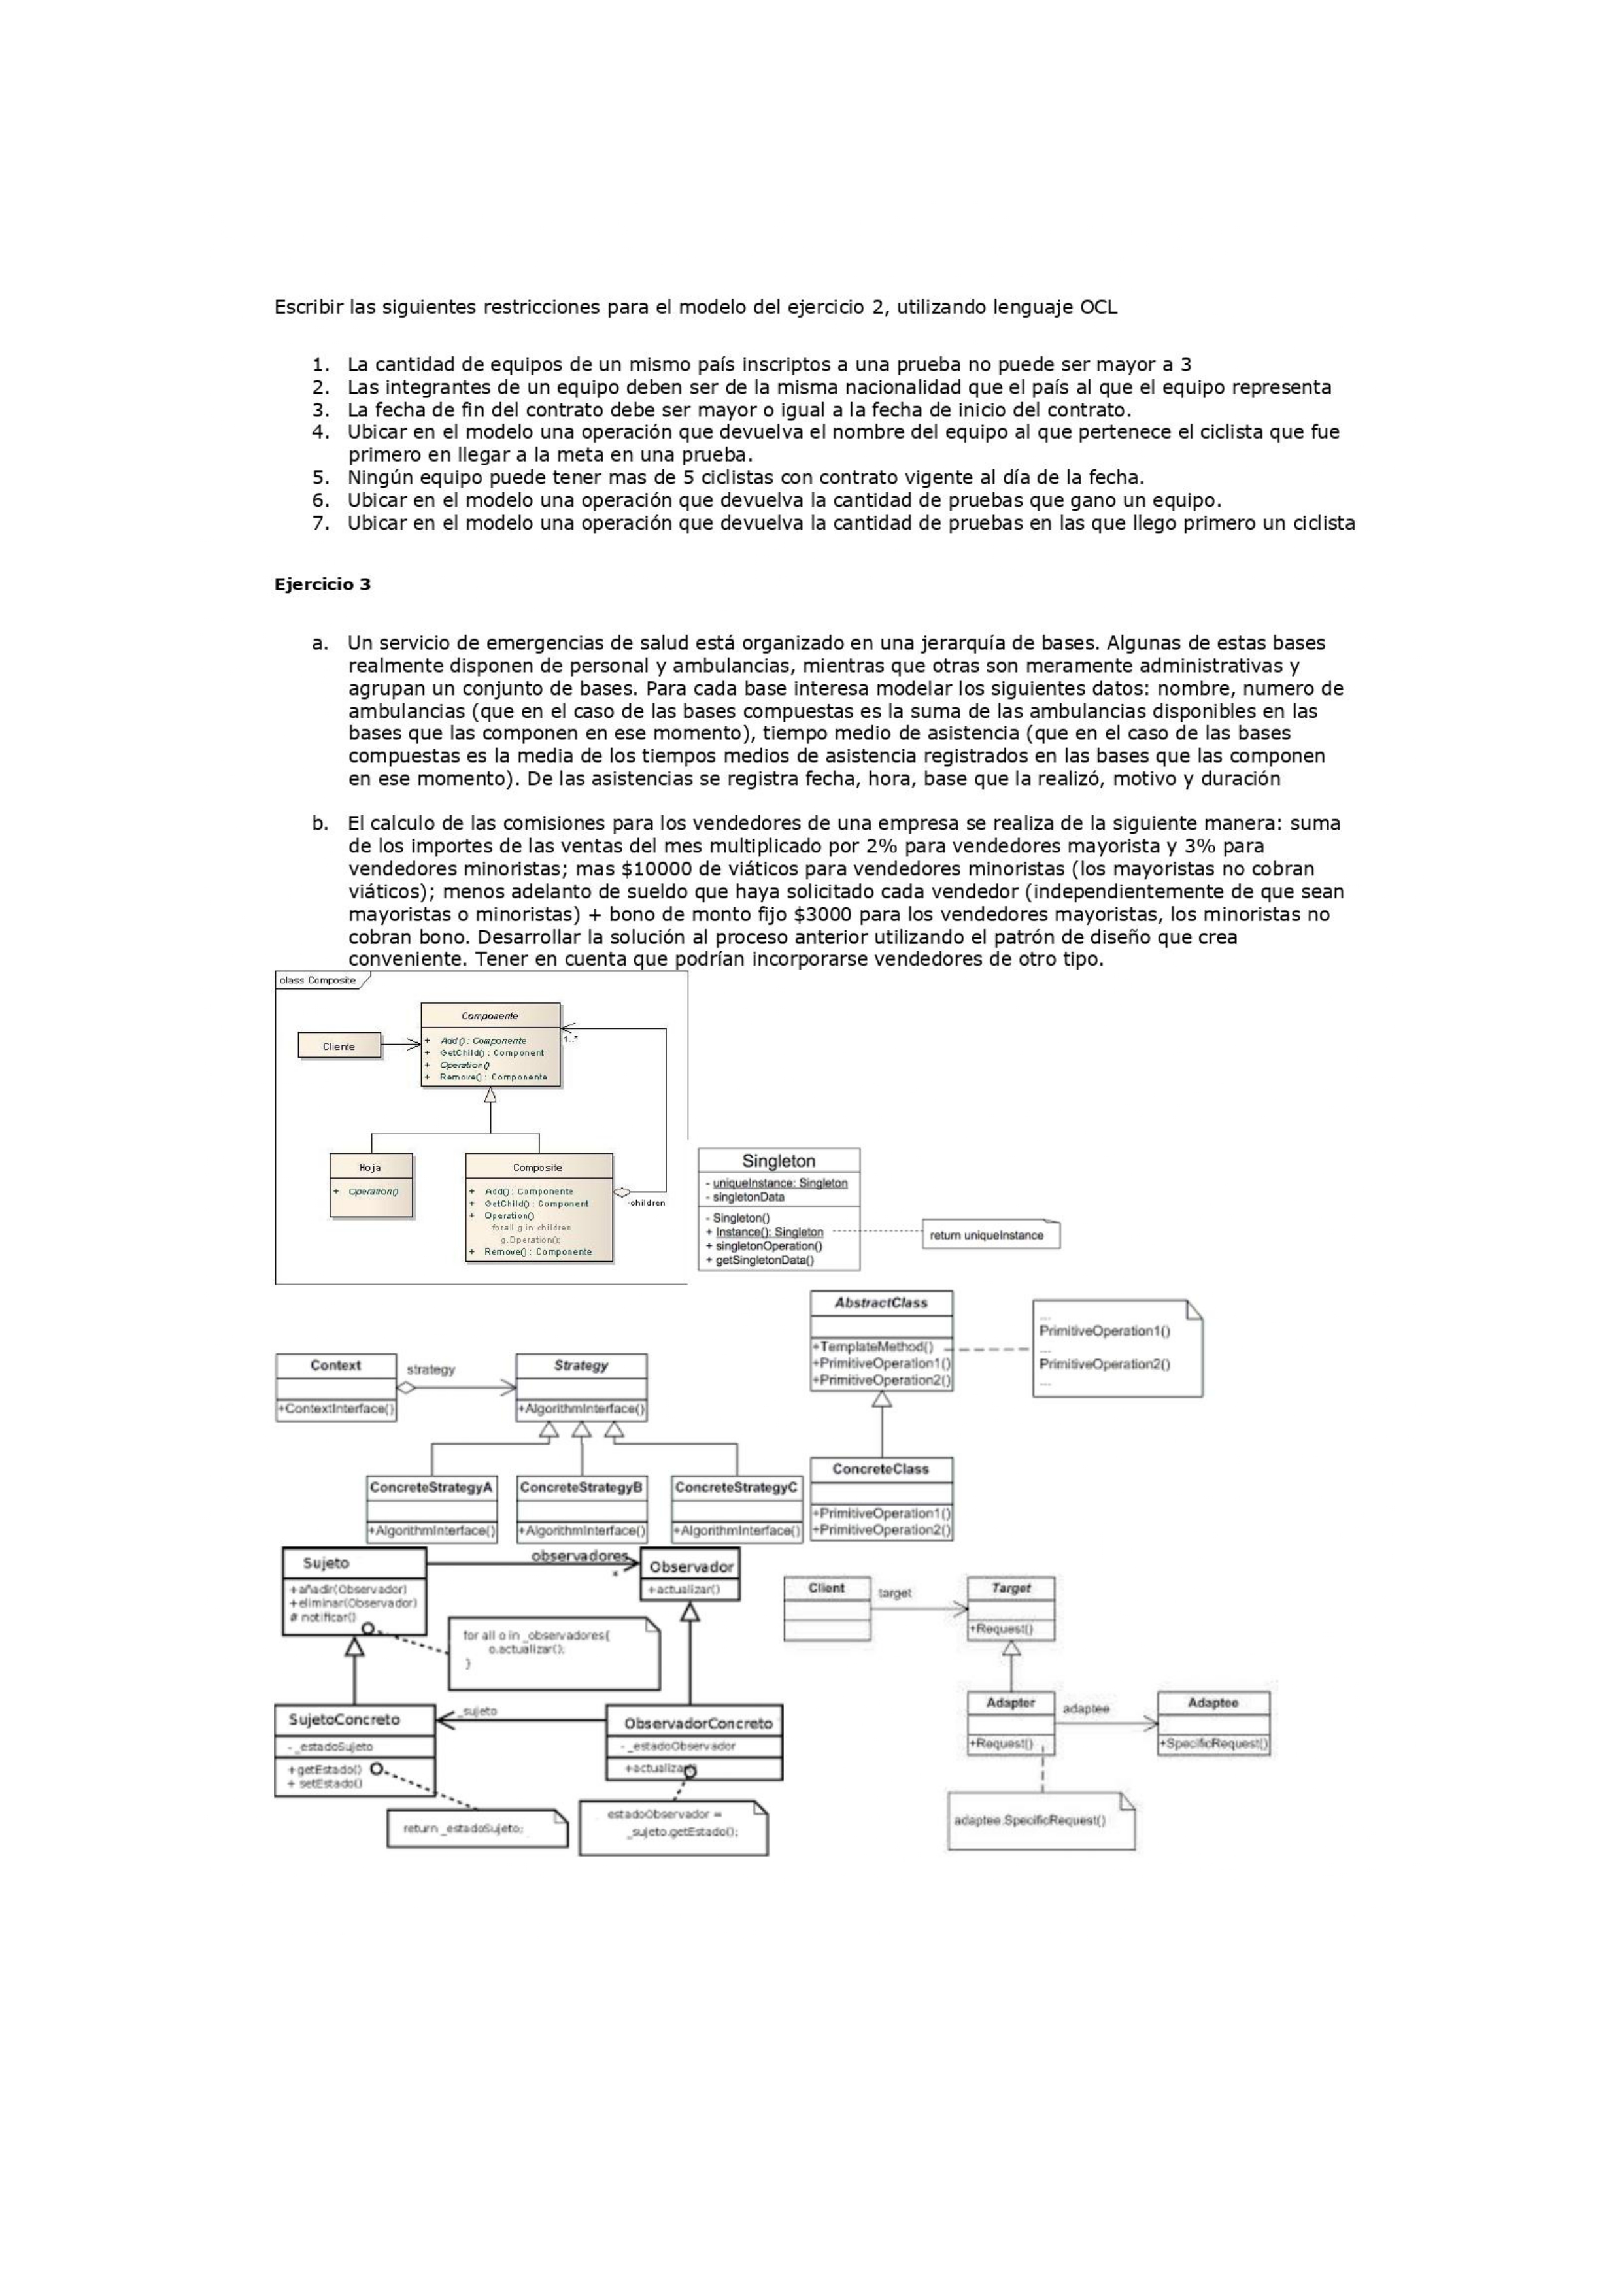 Escribir las siguientes restricciones para el modelo del ejercicio 2, utilizando lenguaje OCL
1. La cantidad de equipos de un mismo país inscriptos a una prueba no puede ser mayor a 3
2. Las integrantes de un equipo deben ser de la misma nacionalidad que el país al que el equipo representa
3. La fecha de fin del contrato debe ser mayor o igual a la fecha de inicio del contrato.
4. Ubicar en el modelo una operación que devuelva el nombre del equipo al que pertenece el ciclista que fue
primero en llegar a la meta en una prueba.
5. Ningún equipo puede tener mas de 5 ciclistas con contrato vigente al día de la fecha.
6. Ubicar en el modelo una operación que devuelva la cantidad de pruebas que gano un equipo.
7. Ubicar en el modelo una operación que devuelva la cantidad de pruebas en las que llego primero un ciclista
Ejercicio 3
a. Un servicio de emergencias de salud está organizado en una jerarquía de bases. Algunas de estas bases
realmente disponen de personal y ambulancias, mientras que otras son meramente administrativas y
agrupan un conjunto de bases. Para cada base interesa modelar los siguientes datos: nombre, numero de
ambulancias (que en el caso de las bases compuestas es la suma de las ambulancias disponibles en las
bases que las componen en ese momento), tiempo medio de asistencia (que en el caso de las bases
compuestas es la media de los tiempos medios de asistencia registrados en las bases que las componen
en ese momento). De las asistencias se registra fecha, hora, base que la realizó, motivo y duración
b. El calculo de las comisiones para los vendedores de una empresa se realiza de la siguiente manera: suma
de los importes de las ventas del mes multiplicado por 2% para vendedores mayorista y 3% para
vendedores minoristas; mas $10000 de viáticos para vendedores minoristas (los mayoristas no cobran
viáticos); menos adelanto de sueldo que haya solicitado cada vendedor (independientemente de que sean
mayoristas o minoristas) + bono de monto fijo $3000 para los vendedores mayoristas, los minoristas no
cobran bono. Desarrollar la solución al proceso anterior utilizando el patrón de diseño que crea
conveniente. Tener en cuenta que podrían incorporarse vendedores de otro tipo.
class Composite
Componente
Cliente
+ Add() : Componente
+ GetChild() : Component
+ Operation()
+ Remove() : Componente
1..*
Hoja
+ Operation()
Composite
+ Add() : Componente
+ GetChild() : Component
+ Operation()
forall g in children
g.Operation();
+ Remove() : Componente
-children
Singleton
- uniqueInstance: Singleton
- singletonData
- Singleton()
+ Instance(): Singleton
+ singletonOperation()
+ getSingletonData()
return uniqueInstance
AbstractClass
+TemplateMethod()
+PrimitiveOperation1()
+PrimitiveOperation2()
...
PrimitiveOperation1()
...
PrimitiveOperation2()
...
ConcreteClass
+PrimitiveOperation1()
+PrimitiveOperation2()
Context
+ContextInterface()
strategy
Strategy
+AlgorithmInterface()
ConcreteStrategyA
+AlgorithmInterface()
ConcreteStrategyB
+AlgorithmInterface()
ConcreteStrategyC
+AlgorithmInterface()
Sujeto
+añadir(Observador)
+eliminar(Observador)
# notificar()
observadores
*
Observador
+actualizar()
for all o in _observadores{
o.actualizar();
}
SujetoConcreto
-_estadoSujeto
+getEstado()
+ setEstado()
_sujeto
ObservadorConcreto
-_estadoObservador
+actualizar()
return _estadoSujeto;
estadoObservador =
_sujeto.getEstado();
Client
target
Target
+Request()
Adapter
+Request()
adaptee
Adaptee
+SpecificRequest()
adaptee.SpecificRequest()